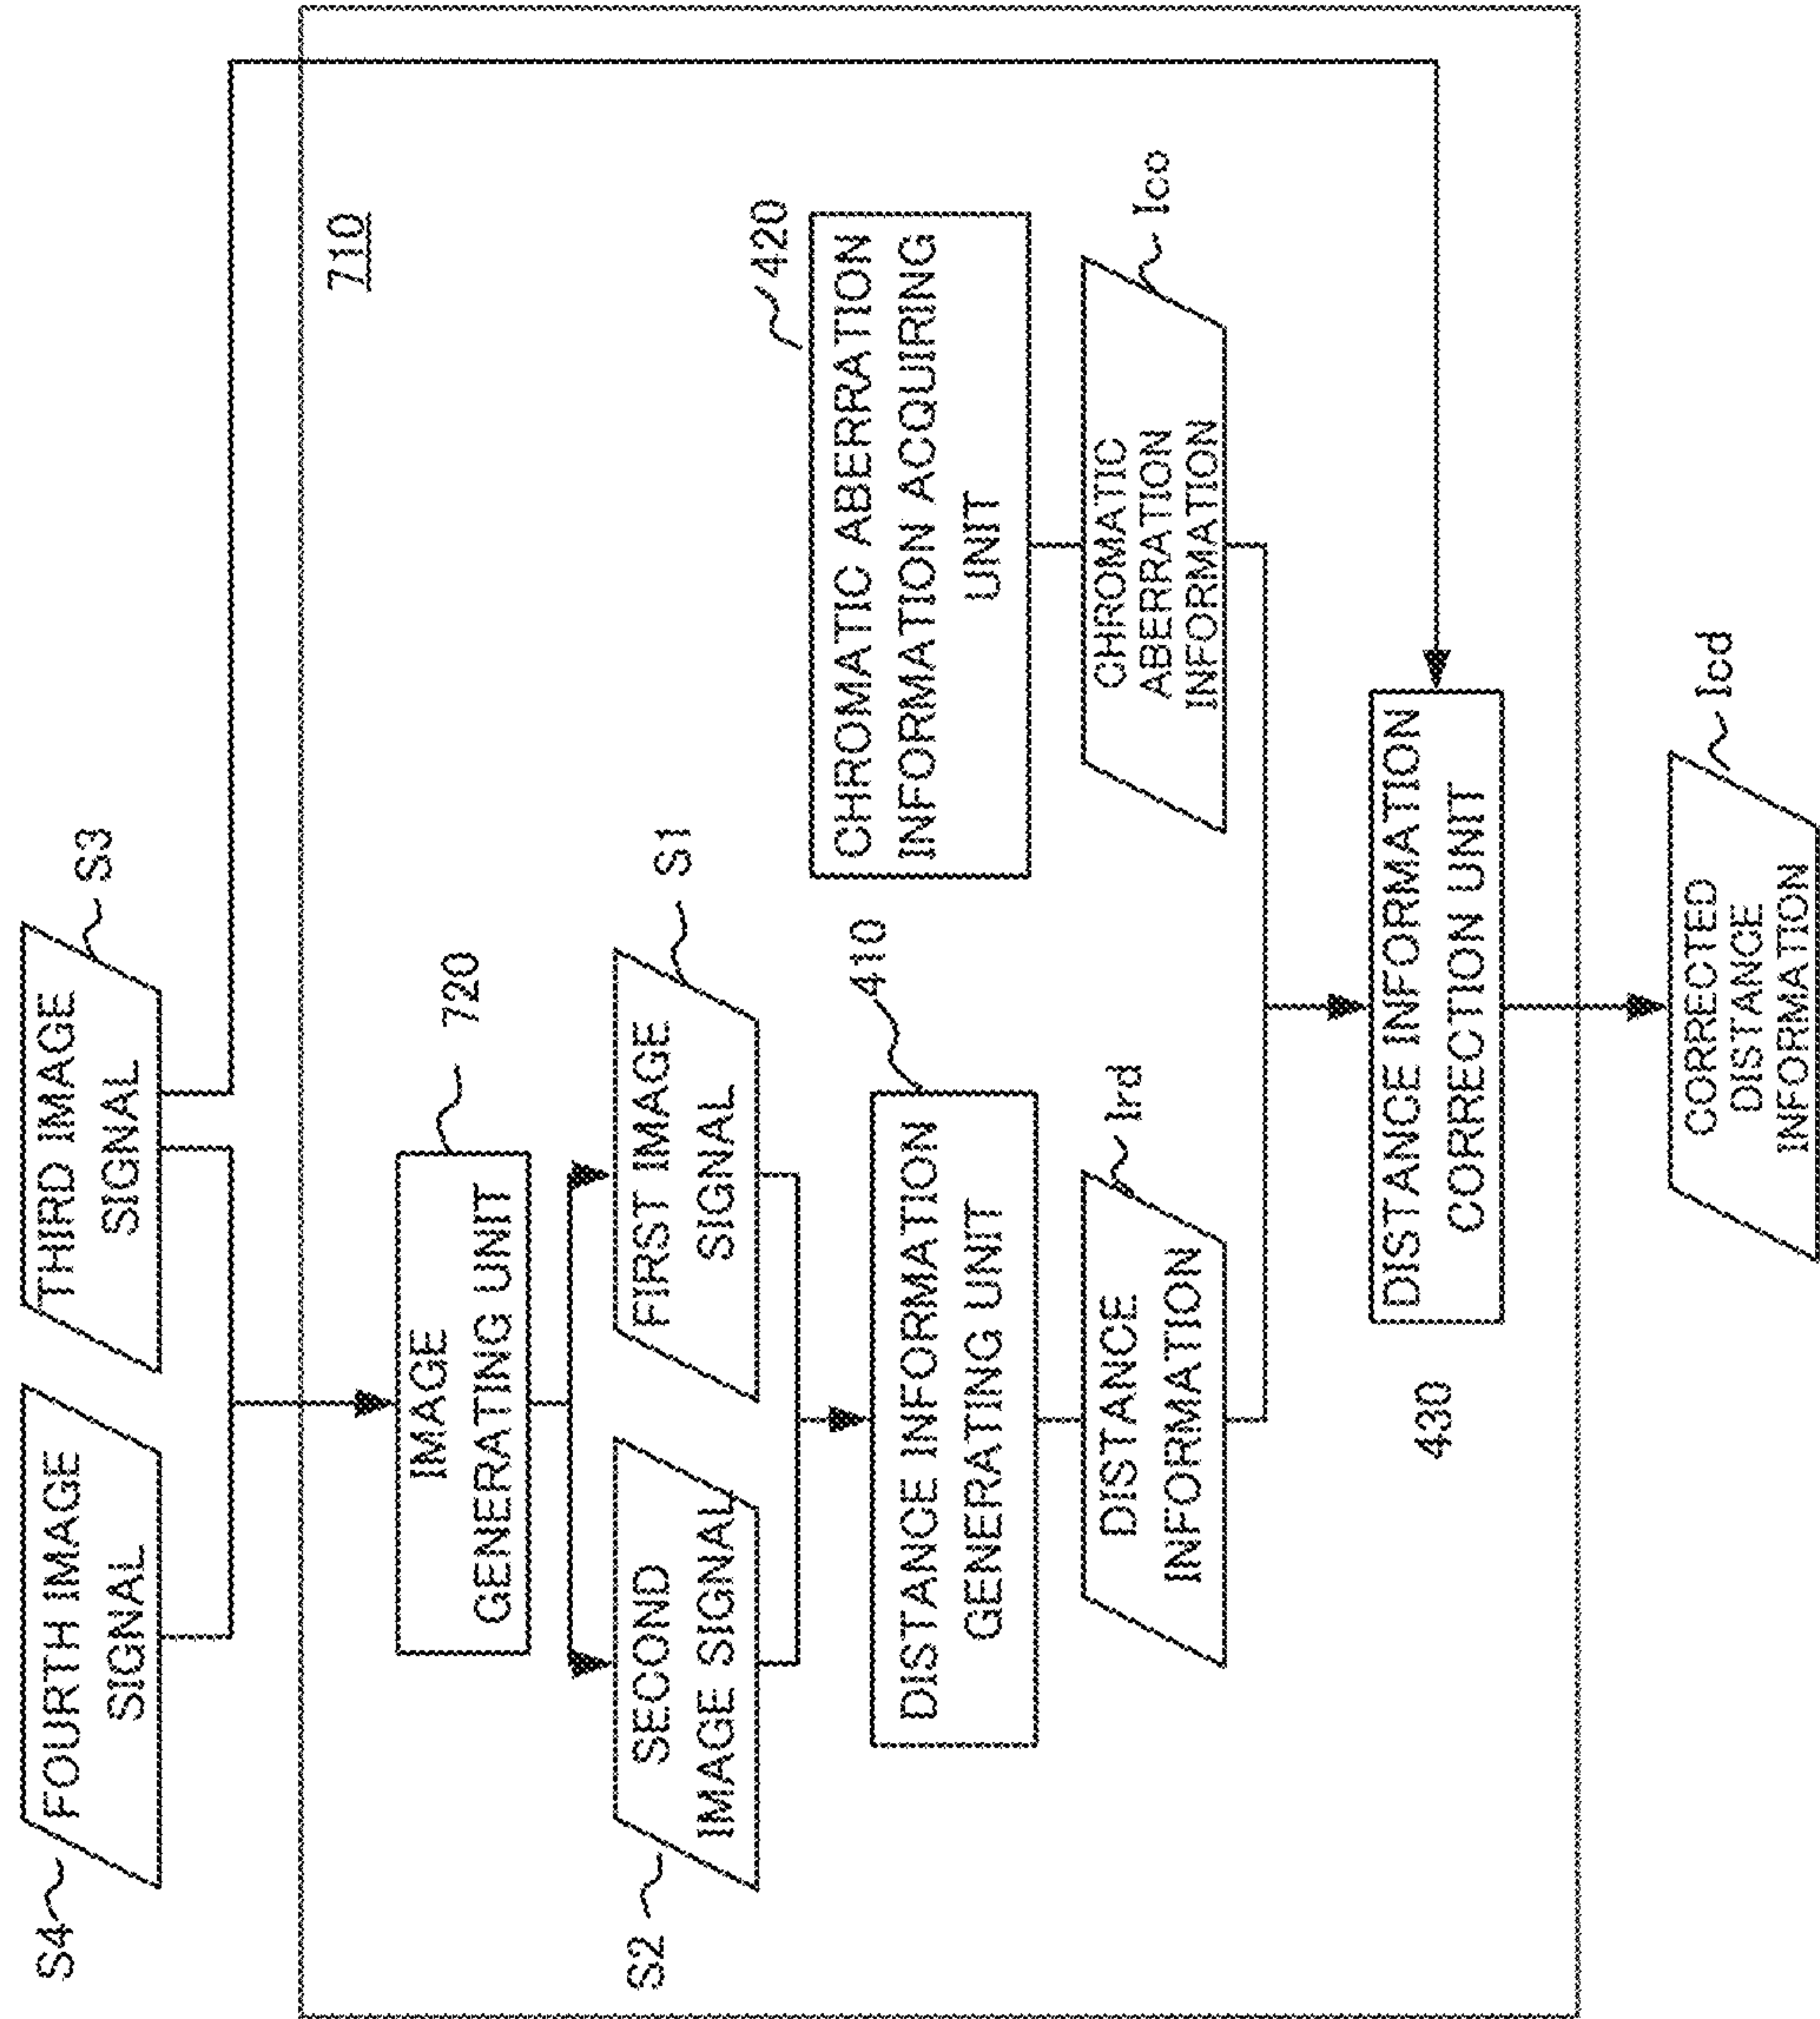 S4
FOURTH IMAGE
SIGNAL
THIRD IMAGE
SIGNAL
S3
710
IMAGE
GENERATING UNIT
720
S2
SECOND
IMAGE SIGNAL
FIRST IMAGE
SIGNAL
S1
DISTANCE INFORMATION
GENERATING UNIT
410
CHROMATIC ABERRATION
INFORMATION ACQUIRING
UNIT
420
DISTANCE
INFORMATION
Ird
CHROMATIC
ABERRATION
INFORMATION
Ico
430
DISTANCE INFORMATION
CORRECTION UNIT
CORRECTED
DISTANCE
INFORMATION
Icd